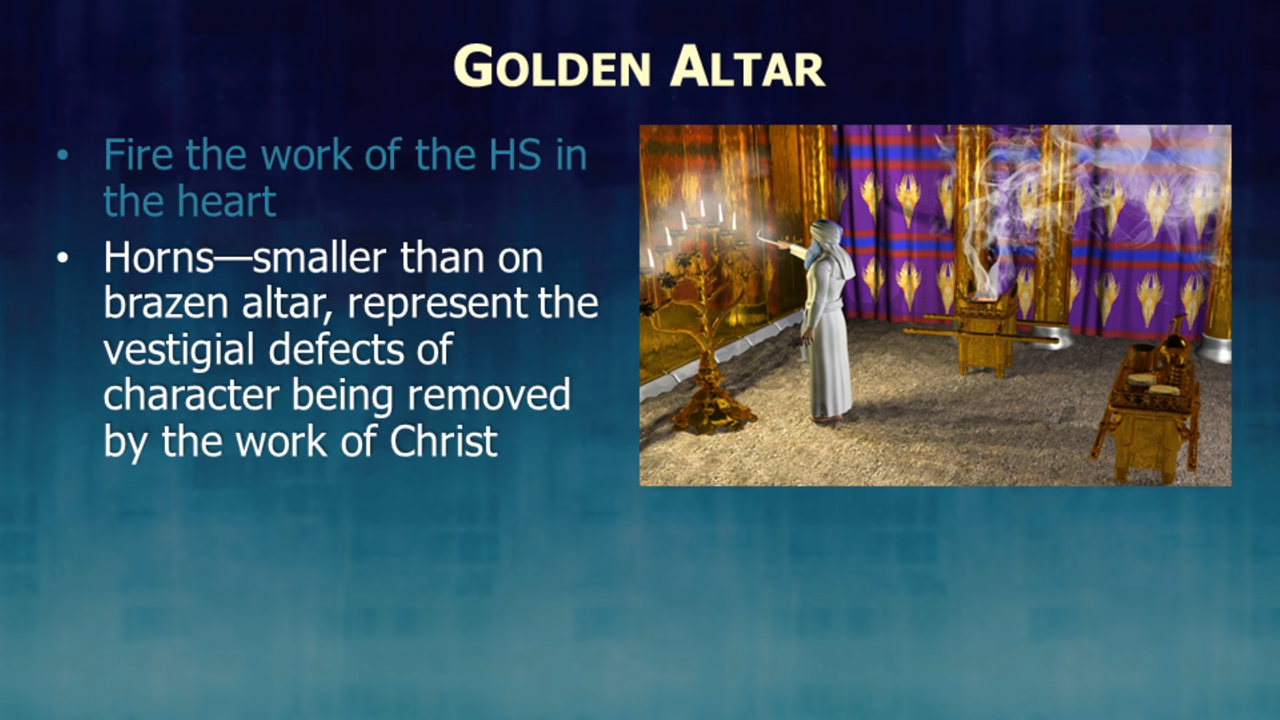 GOLDEN ALTAR
• Fire the work of the HS in
the heart
• Horns—smaller than on
brazen altar, represent the
vestigial defects of
character being removed
by the work of Christ